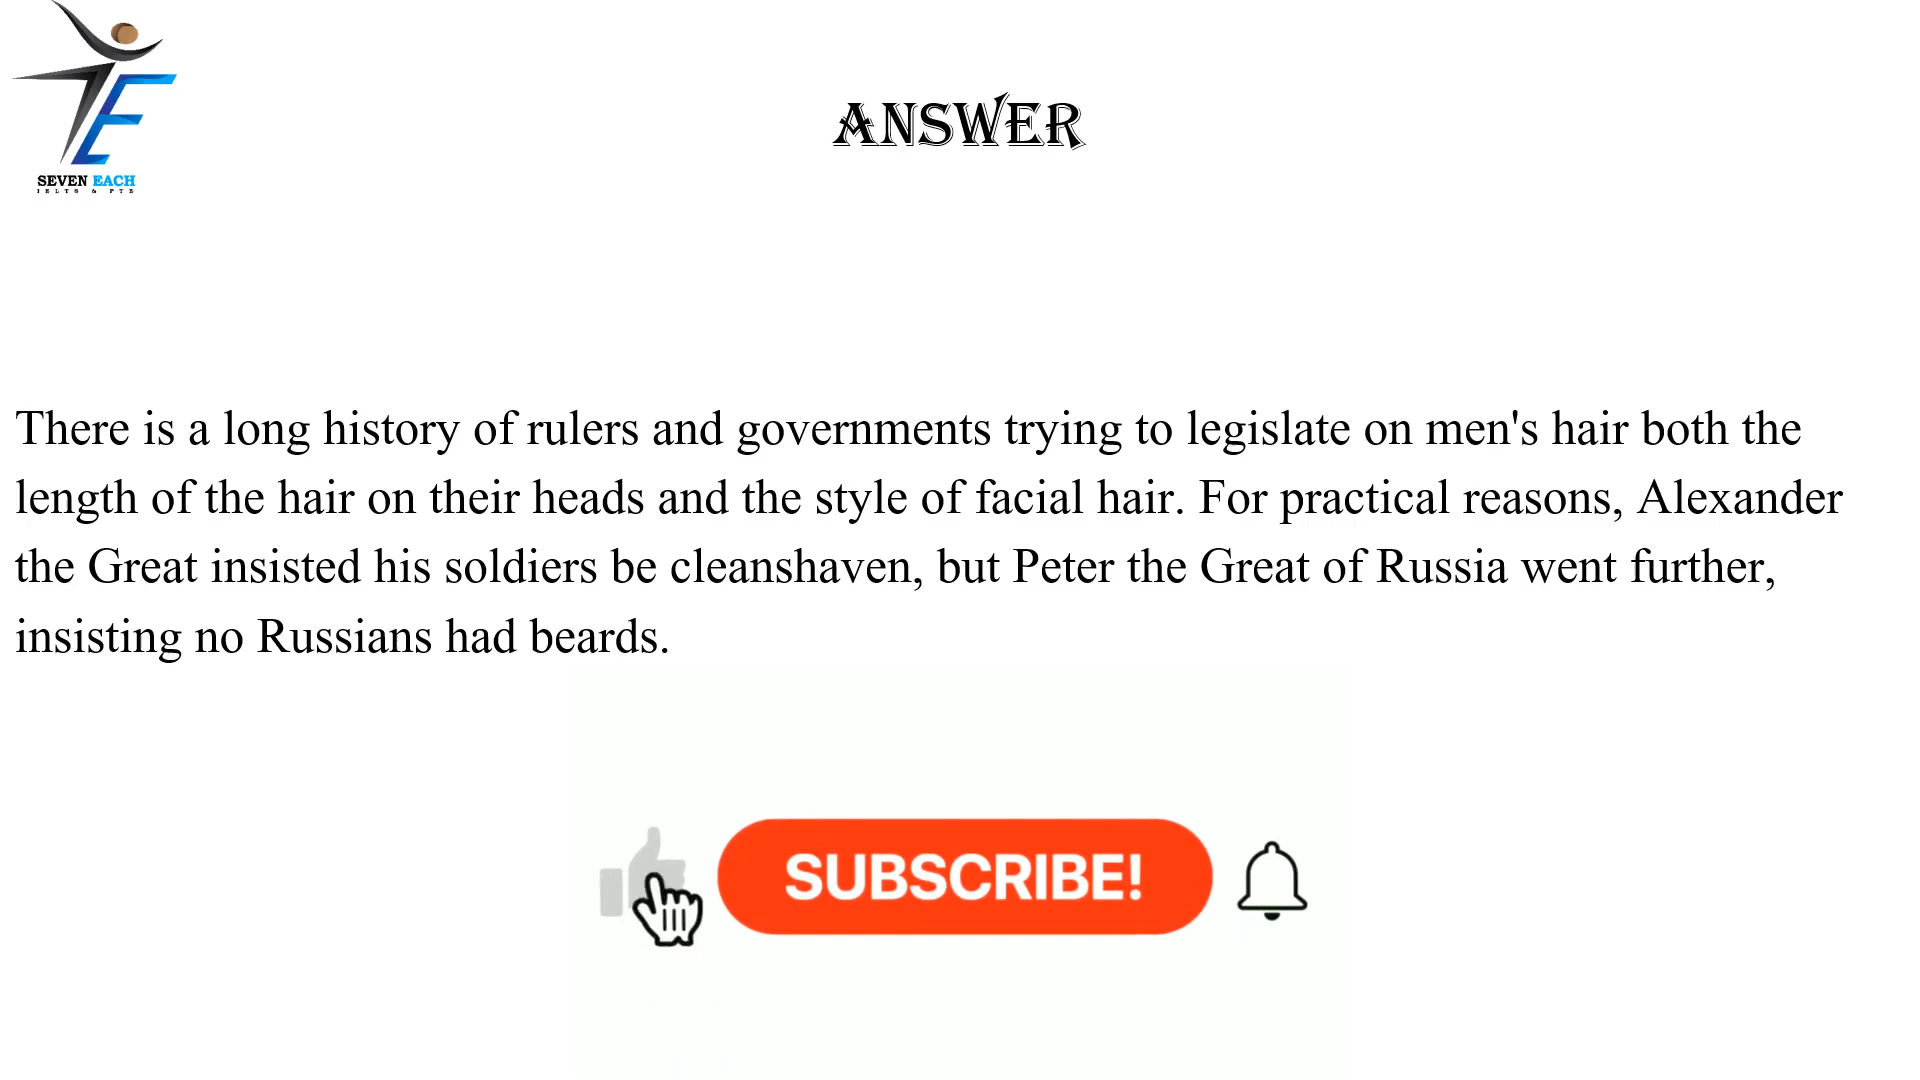 SEVEN EACH
IELTS & PTE
ANSWER
There is a long history of rulers and governments trying to legislate on men's hair both the
length of the hair on their heads and the style of facial hair. For practical reasons, Alexander
the Great insisted his soldiers be cleanshaven, but Peter the Great of Russia went further,
insisting no Russians had beards.
SUBSCRIBE!